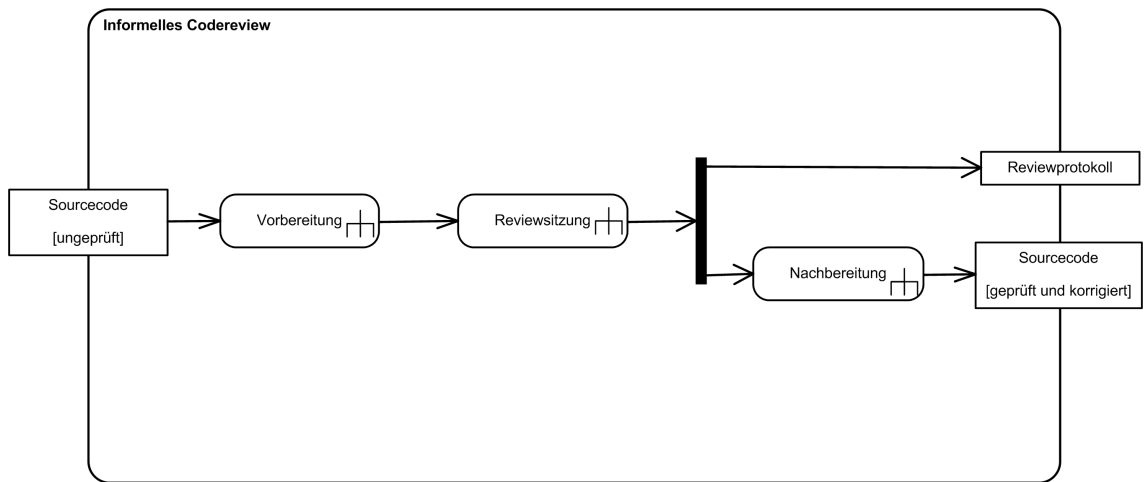 Informelles Codereview
Sourcecode
[ungeprüft]
Vorbereitung
Reviewsitzung
Reviewprotokoll
Nachbereitung
Sourcecode
[geprüft und korrigiert]